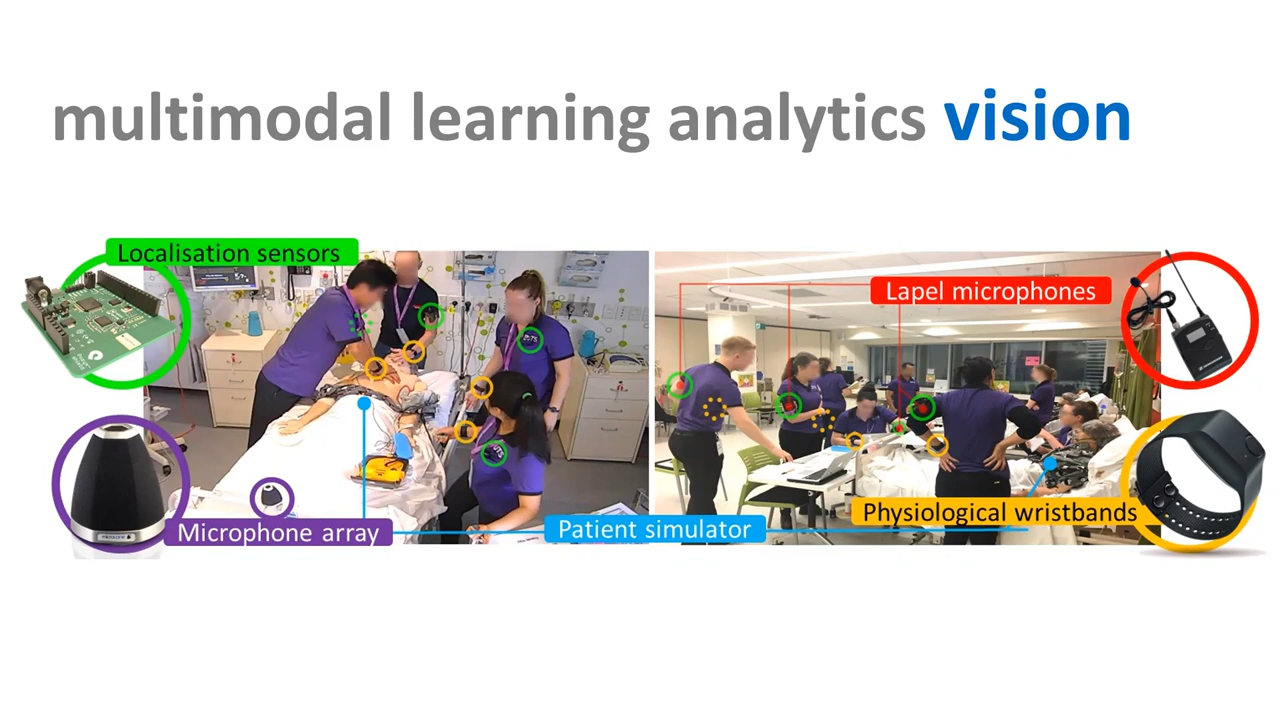 multimodal learning analytics vision
Localisation sensors
Lapel microphones
Physiological wristbands
Microphone array
Patient simulator